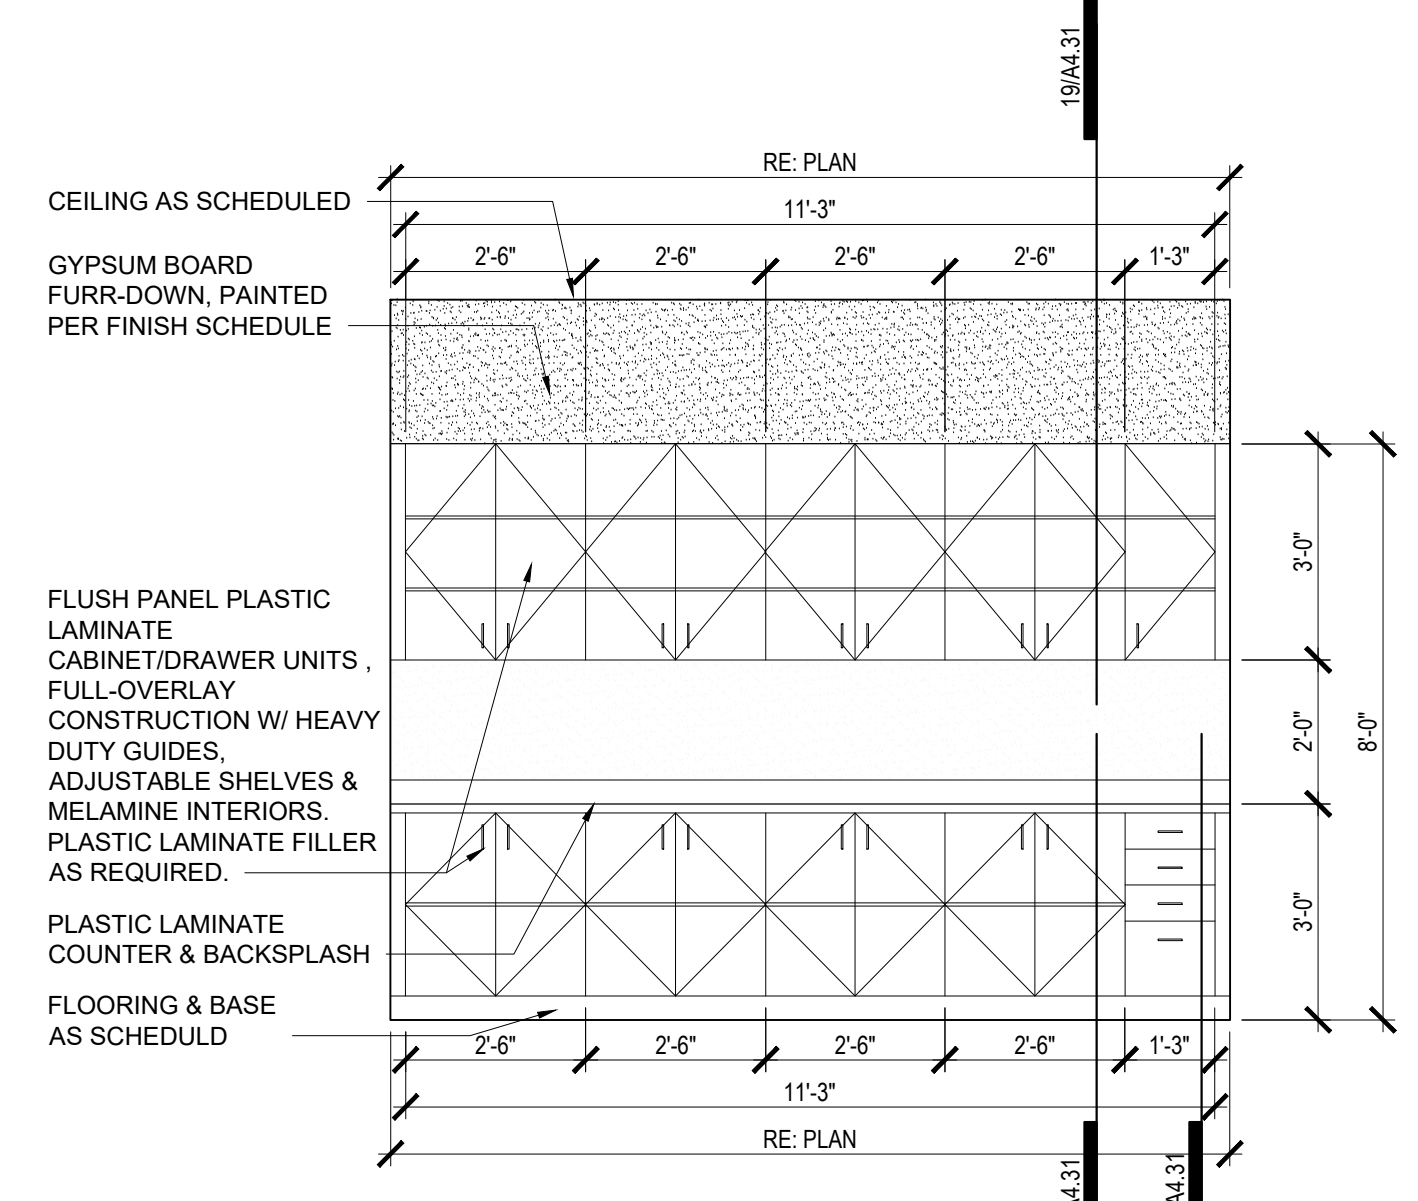 19/A4.31
RE: PLAN
CEILING AS SCHEDULED
11'-3"
2'-6"
2'-6"
2'-6"
2'-6"
1'-3"
GYPSUM BOARD
FURR-DOWN, PAINTED
PER FINISH SCHEDULE
3'-0"
FLUSH PANEL PLASTIC
LAMINATE
CABINET/DRAWER UNITS ,
FULL-OVERLAY
CONSTRUCTION W/ HEAVY
DUTY GUIDES,
ADJUSTABLE SHELVES &
MELAMINE INTERIORS.
PLASTIC LAMINATE FILLER
AS REQUIRED.
2'-0"
8'-0"
PLASTIC LAMINATE
COUNTER & BACKSPLASH
3'-0"
FLOORING & BASE
AS SCHEDULD
2'-6"
2'-6"
2'-6"
2'-6"
1'-3"
11'-3"
RE: PLAN
A4.31